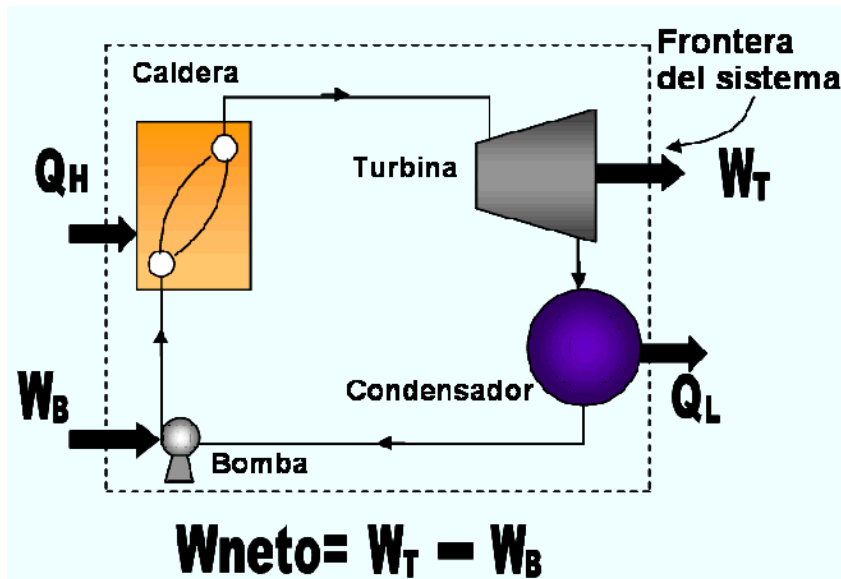 Frontera
del sistema
Caldera
QH
Turbina
WT
Condensador
QL
WB
Bomba
Wneto= WT – WB